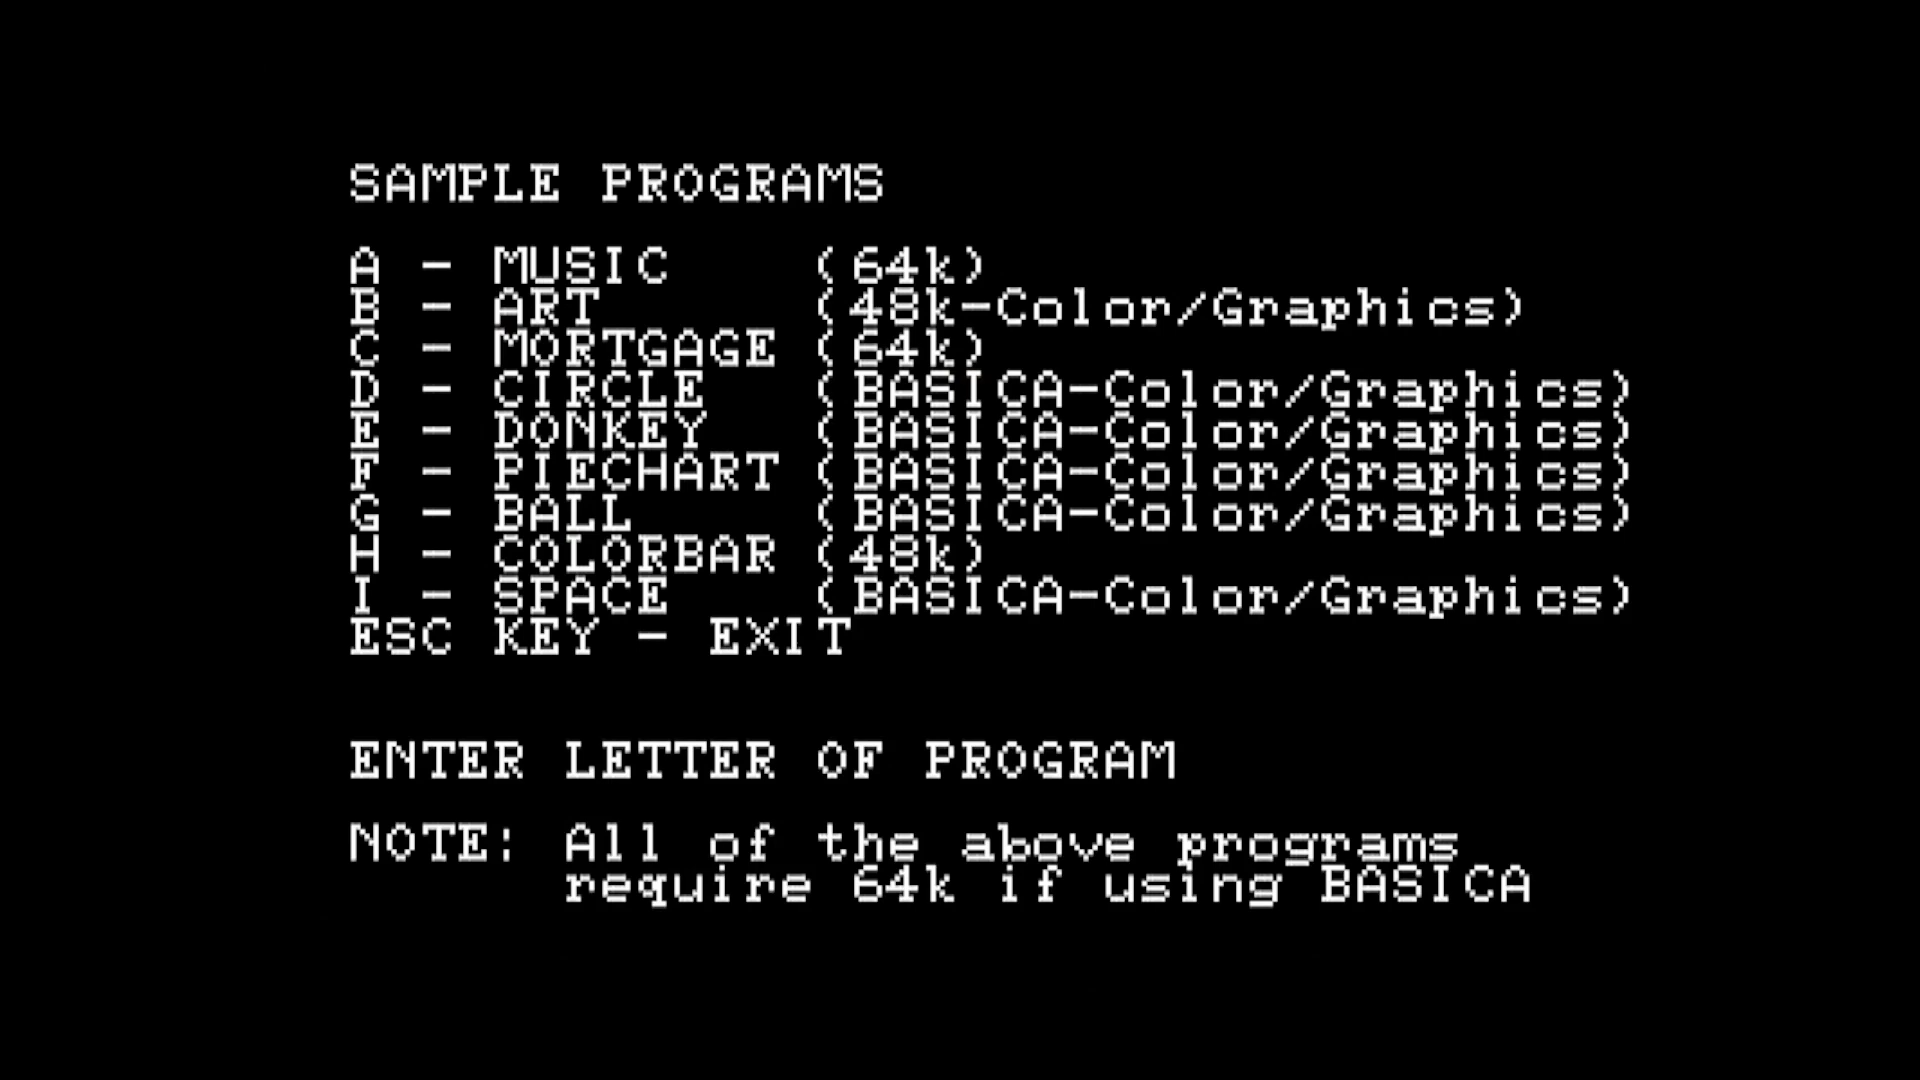 SAMPLE PROGRAMS
A - MUSIC    (64k)
B - ART      (48k-Color/Graphics)
C - MORTGAGE (64k)
D - CIRCLE   (BASICA-Color/Graphics)
E - DONKEY   (BASICA-Color/Graphics)
F - PIECHART (BASICA-Color/Graphics)
G - BALL     (BASICA-Color/Graphics)
H - COLORBAR (48k)
I - SPACE    (BASICA-Color/Graphics)
ESC KEY - EXIT
ENTER LETTER OF PROGRAM
NOTE: All of the above programs
require 64k if using BASICA